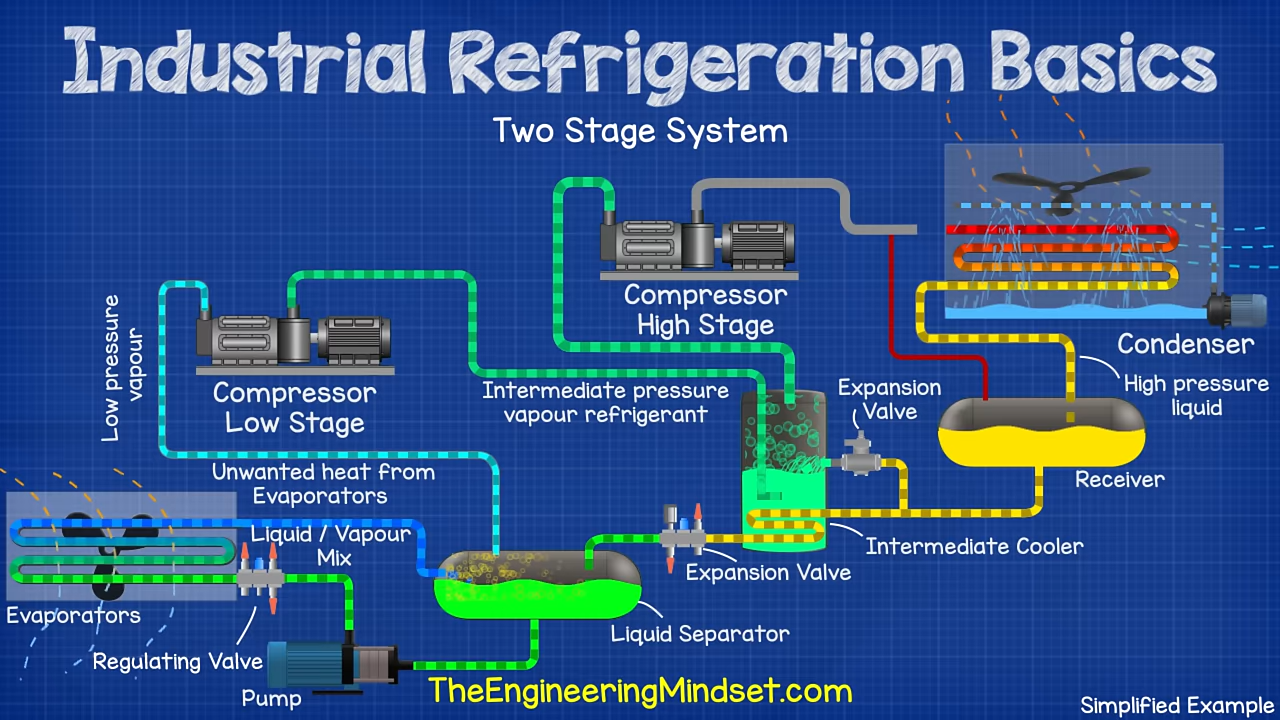 Industrial Refrigeration Basics
Two Stage System
Compressor
High Stage
Condenser
High pressure
liquid
Low pressure
vapour
Compressor
Low Stage
Intermediate pressure
vapour refrigerant
Expansion
Valve
Receiver
Unwanted heat from
Evaporators
Liquid / Vapour
Mix
Intermediate Cooler
Expansion Valve
Evaporators
Liquid Separator
Regulating Valve
Pump
TheEngineeringMindset.com
Simplified Example